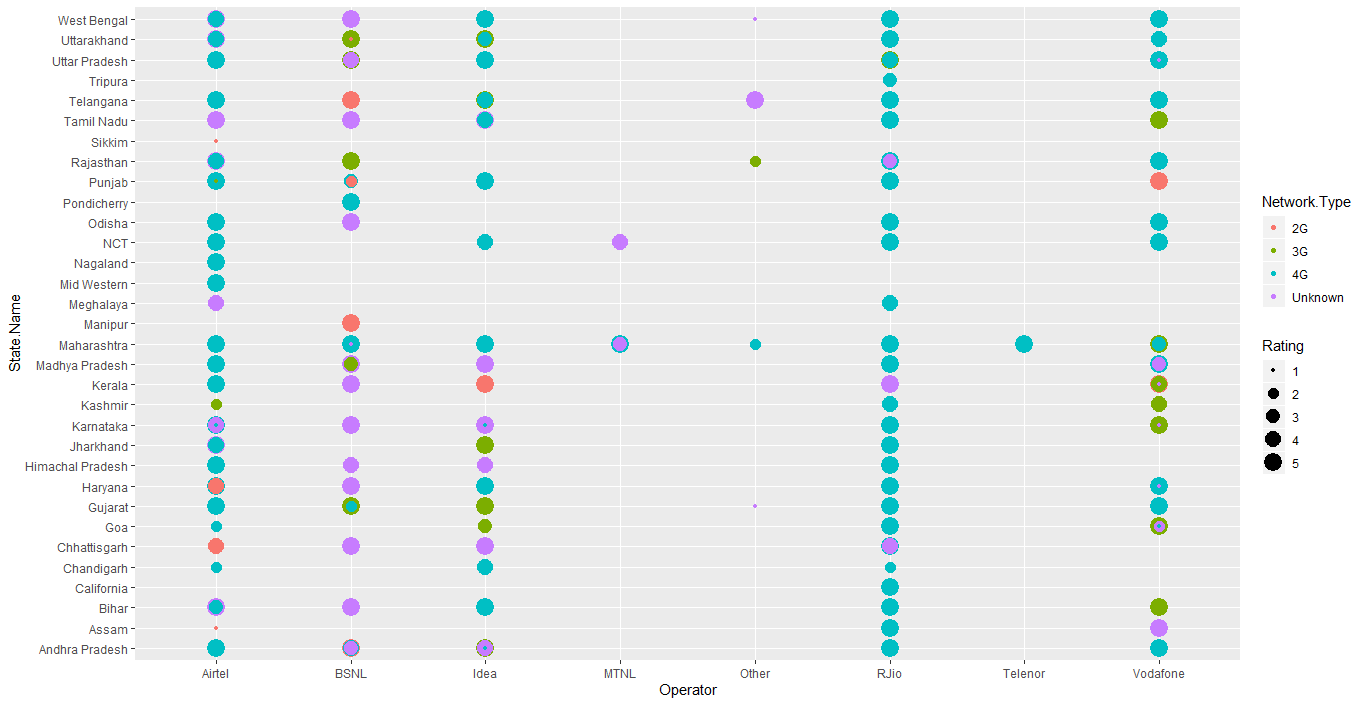 West Bengal
Uttarakhand
Uttar Pradesh
Tripura
Telangana
Tamil Nadu
Sikkim
Rajasthan
Punjab
Pondicherry
Odisha
NCT
Nagaland
Mid Western
Meghalaya
Manipur
Maharashtra
Madhya Pradesh
Kerala
Kashmir
Karnataka
Jharkhand
Himachal Pradesh
Haryana
Gujarat
Goa
Chhattisgarh
Chandigarh
California
Bihar
Assam
Andhra Pradesh
State.Name
Airtel BSNL Idea MTNL Other RJio Telenor Vodafone
Operator
Network.Type
2G
3G
4G
Unknown
Rating
1
2
3
4
5